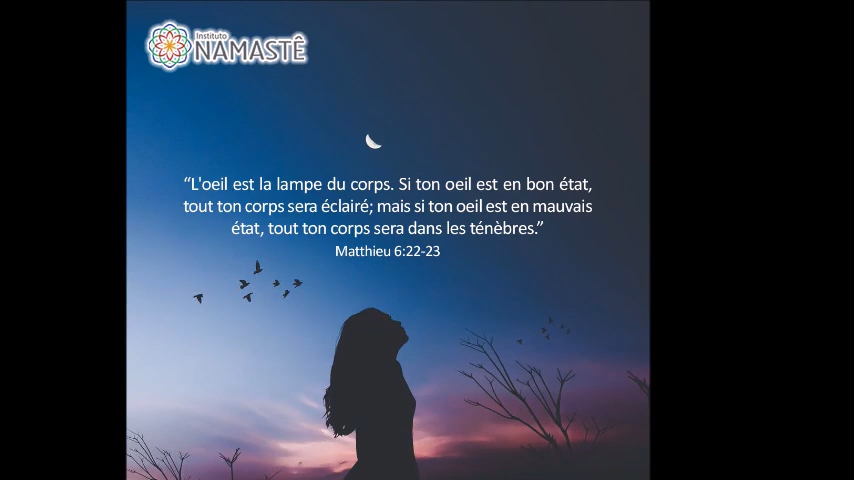 Instituto
NAMASTÊ
“L'oeil est la lampe du corps. Si ton oeil est en bon état,
tout ton corps sera éclairé; mais si ton oeil est en mauvais
état, tout ton corps sera dans les ténèbres.”
Matthieu 6:22-23